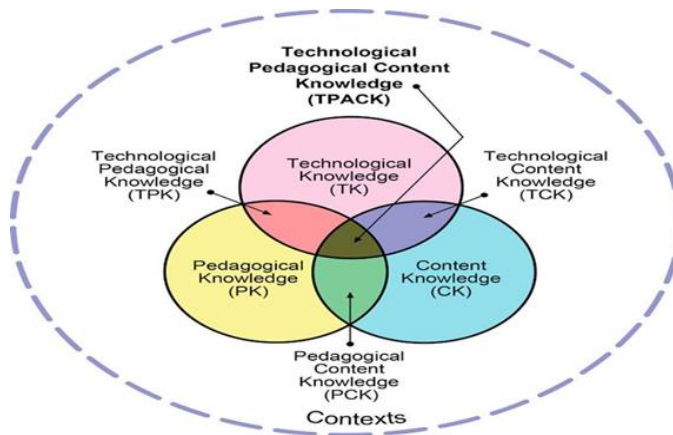 Technological
Pedagogical Content
Knowledge
(TPACK)
Technological
Pedagogical
Knowledge
(TPK)
Technological
Knowledge
(TK)
Technological
Content
Knowledge
(TCK)
Pedagogical
Knowledge
(PK)
Content
Knowledge
(CK)
Pedagogical
Content
Knowledge
(PCK)
Contexts